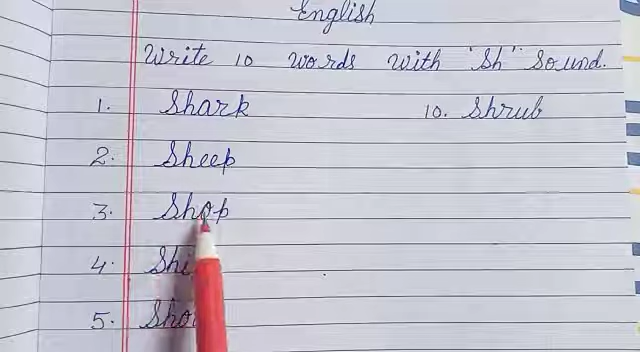 English
Write 10 words with "Sh" Sound.
1. Shark 10. Shrub
2. Sheep
3. Shop
4.
5.